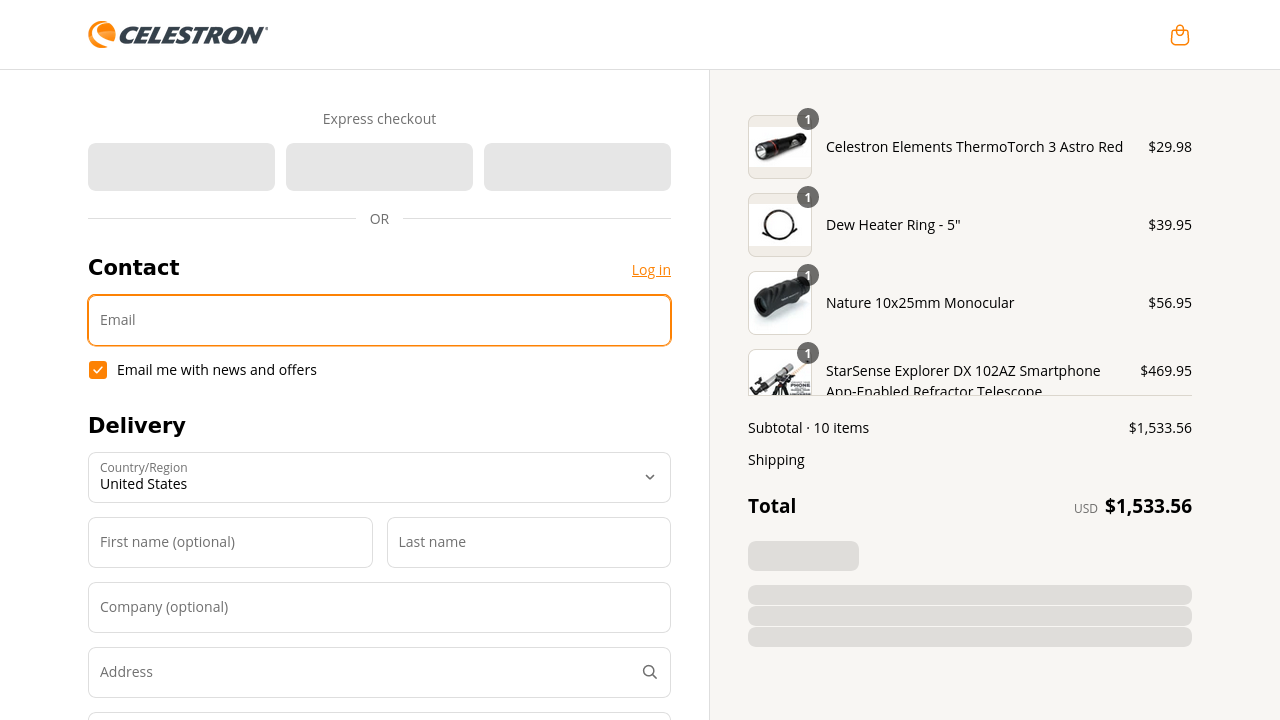 CELESTRON
Express checkout
OR
Contact
Log in
Email
Email me with news and offers
Delivery
Country/Region
United States
First name (optional)
Last name
Company (optional)
Address
1
Celestron Elements ThermoTorch 3 Astro Red
$29.98
1
Dew Heater Ring - 5"
$39.95
1
Nature 10x25mm Monocular
$56.95
1
StarSense Explorer DX 102AZ Smartphone
$469.95
App-Enabled Refractor Telescope
Subtotal · 10 items
$1,533.56
Shipping
Total
USD $1,533.56